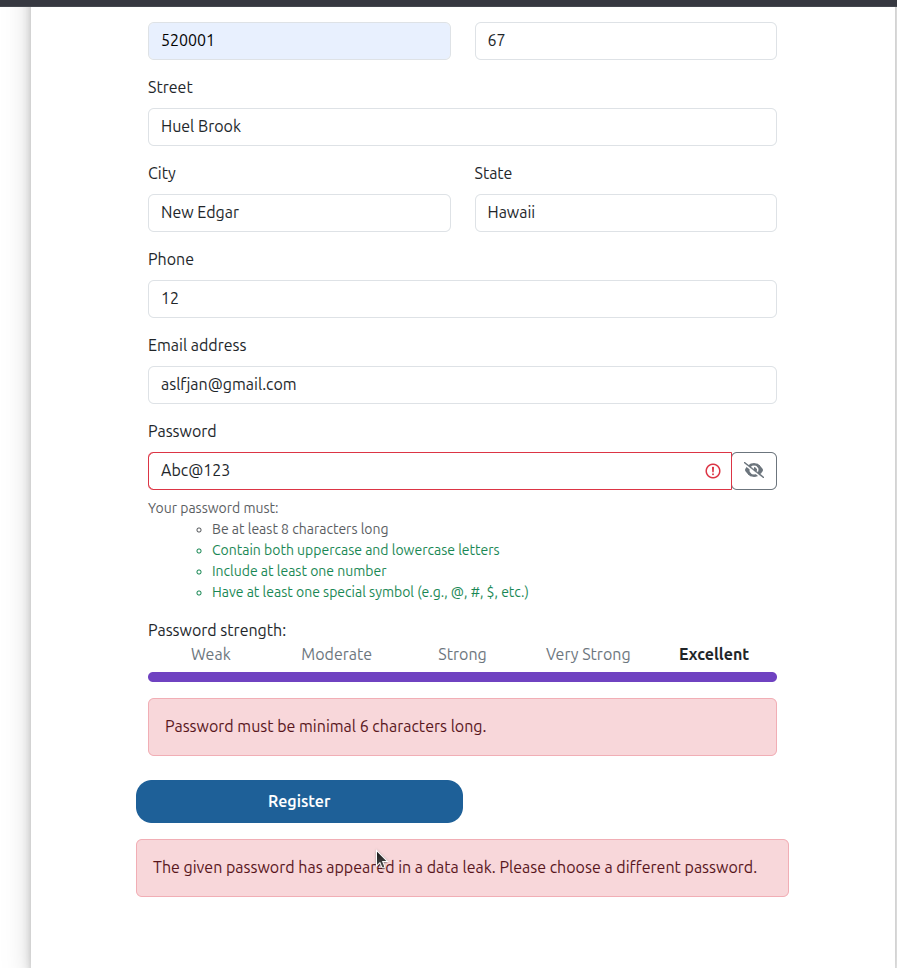 520001 67
Street
Huel Brook
City State
New Edgar Hawaii
Phone
12
Email address
aslfjan@gmail.com
Password
Abc@123
Your password must:
Be at least 8 characters long
Contain both uppercase and lowercase letters
Include at least one number
Have at least one special symbol (e.g., @, #, $, etc.)
Password strength:
Weak Moderate Strong Very Strong Excellent
Password must be minimal 6 characters long.
Register
The given password has appeared in a data leak. Please choose a different password.